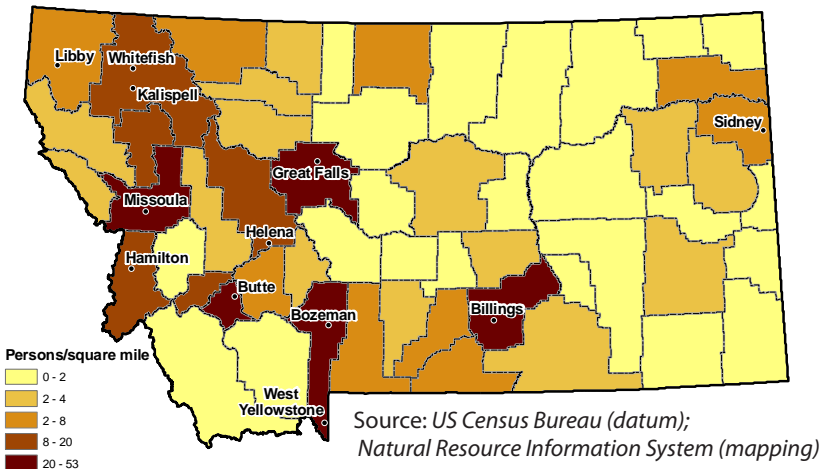 Libby
Whitefish
Kalispell
Sidney
Great Falls
Missoula
Helena
Hamilton
Butte
Bozeman
Billings
West
Yellowstone
Persons/square mile
0 - 2
2 - 4
2 - 8
8 - 20
20 - 53
Source: US Census Bureau (datum);
Natural Resource Information System (mapping)